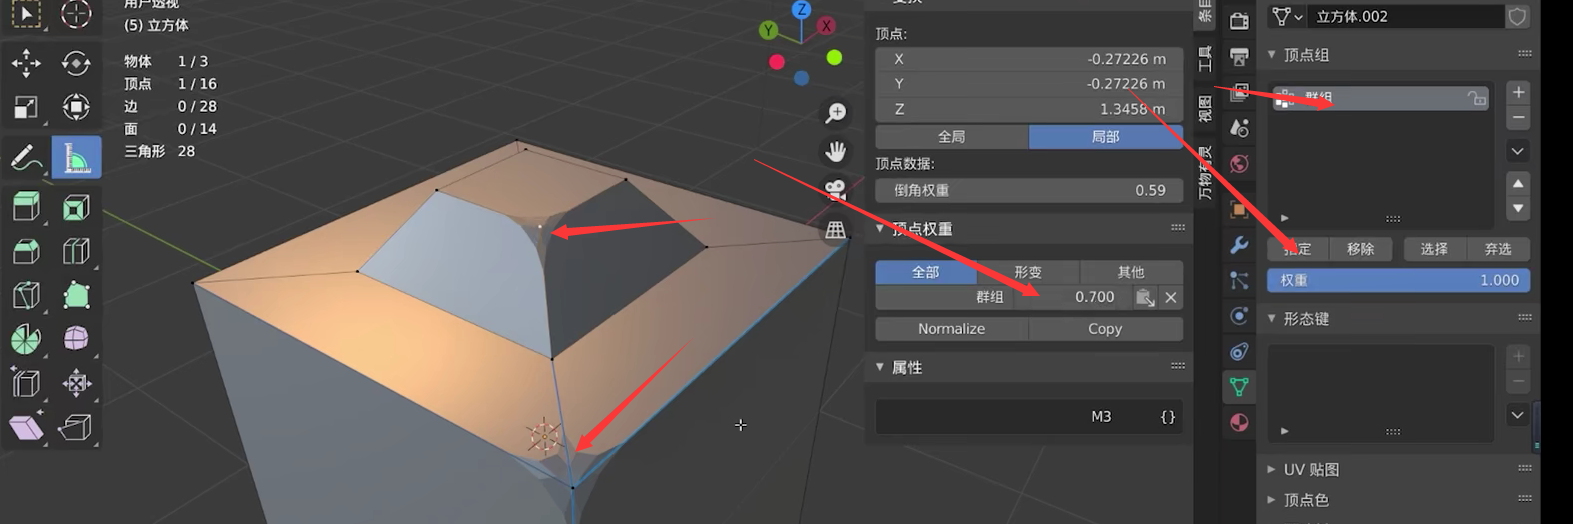 用户透视
(5) 立方体
物体 1 / 3
顶点 1 / 16
边 0 / 28
面 0 / 14
三角形 28
Z
Y
X
变换
顶点:
X -0.27226 m
Y -0.27226 m
Z 1.3458 m
全局 局部
顶点数据:
倒角权重 0.59
顶点权重
全部 形变 其他
群组 0.700
Normalize Copy
属性
M3 {}
条目
工具
视图
万物有灵
立方体.002
顶点组
群组
指定 移除 选择 弃选
权重 1.000
形态键
UV 贴图
顶点色